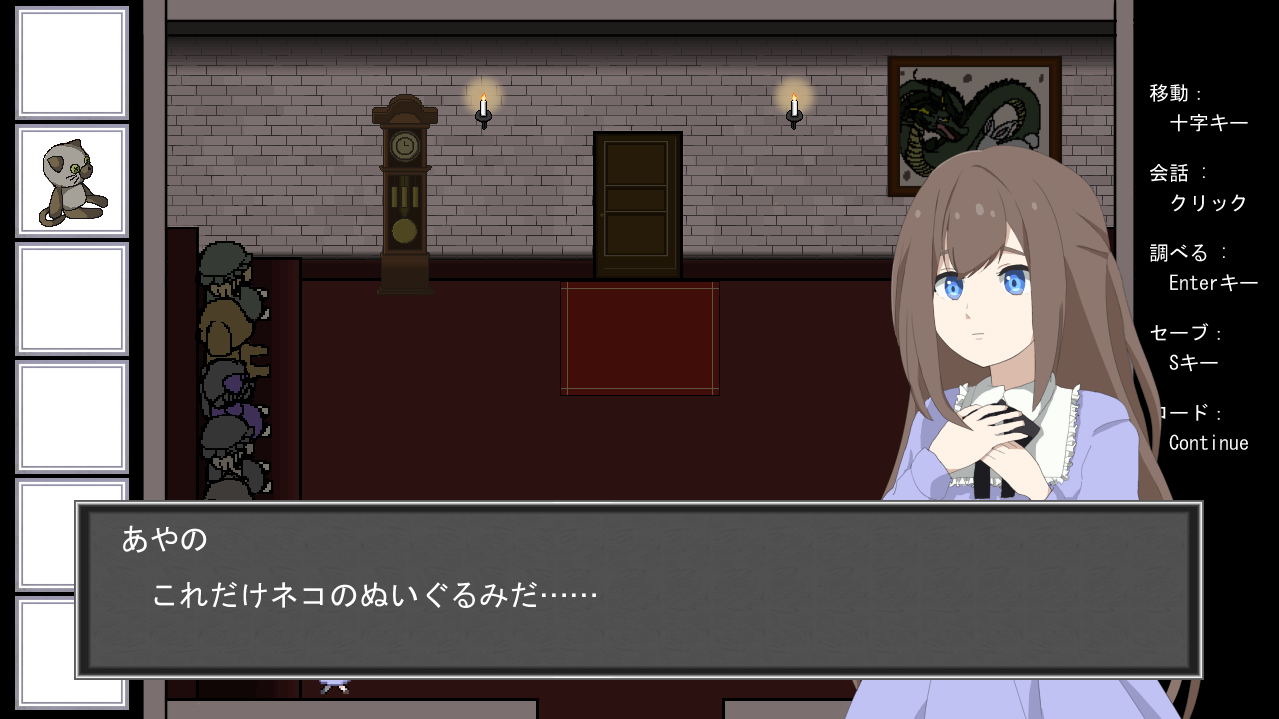 移動：
十字キー
会話 ：
クリック
調べる ：
Enterキー
セーブ：
Sキー
ロード：
Continue
あやの
これだけネコのぬいぐるみだ……